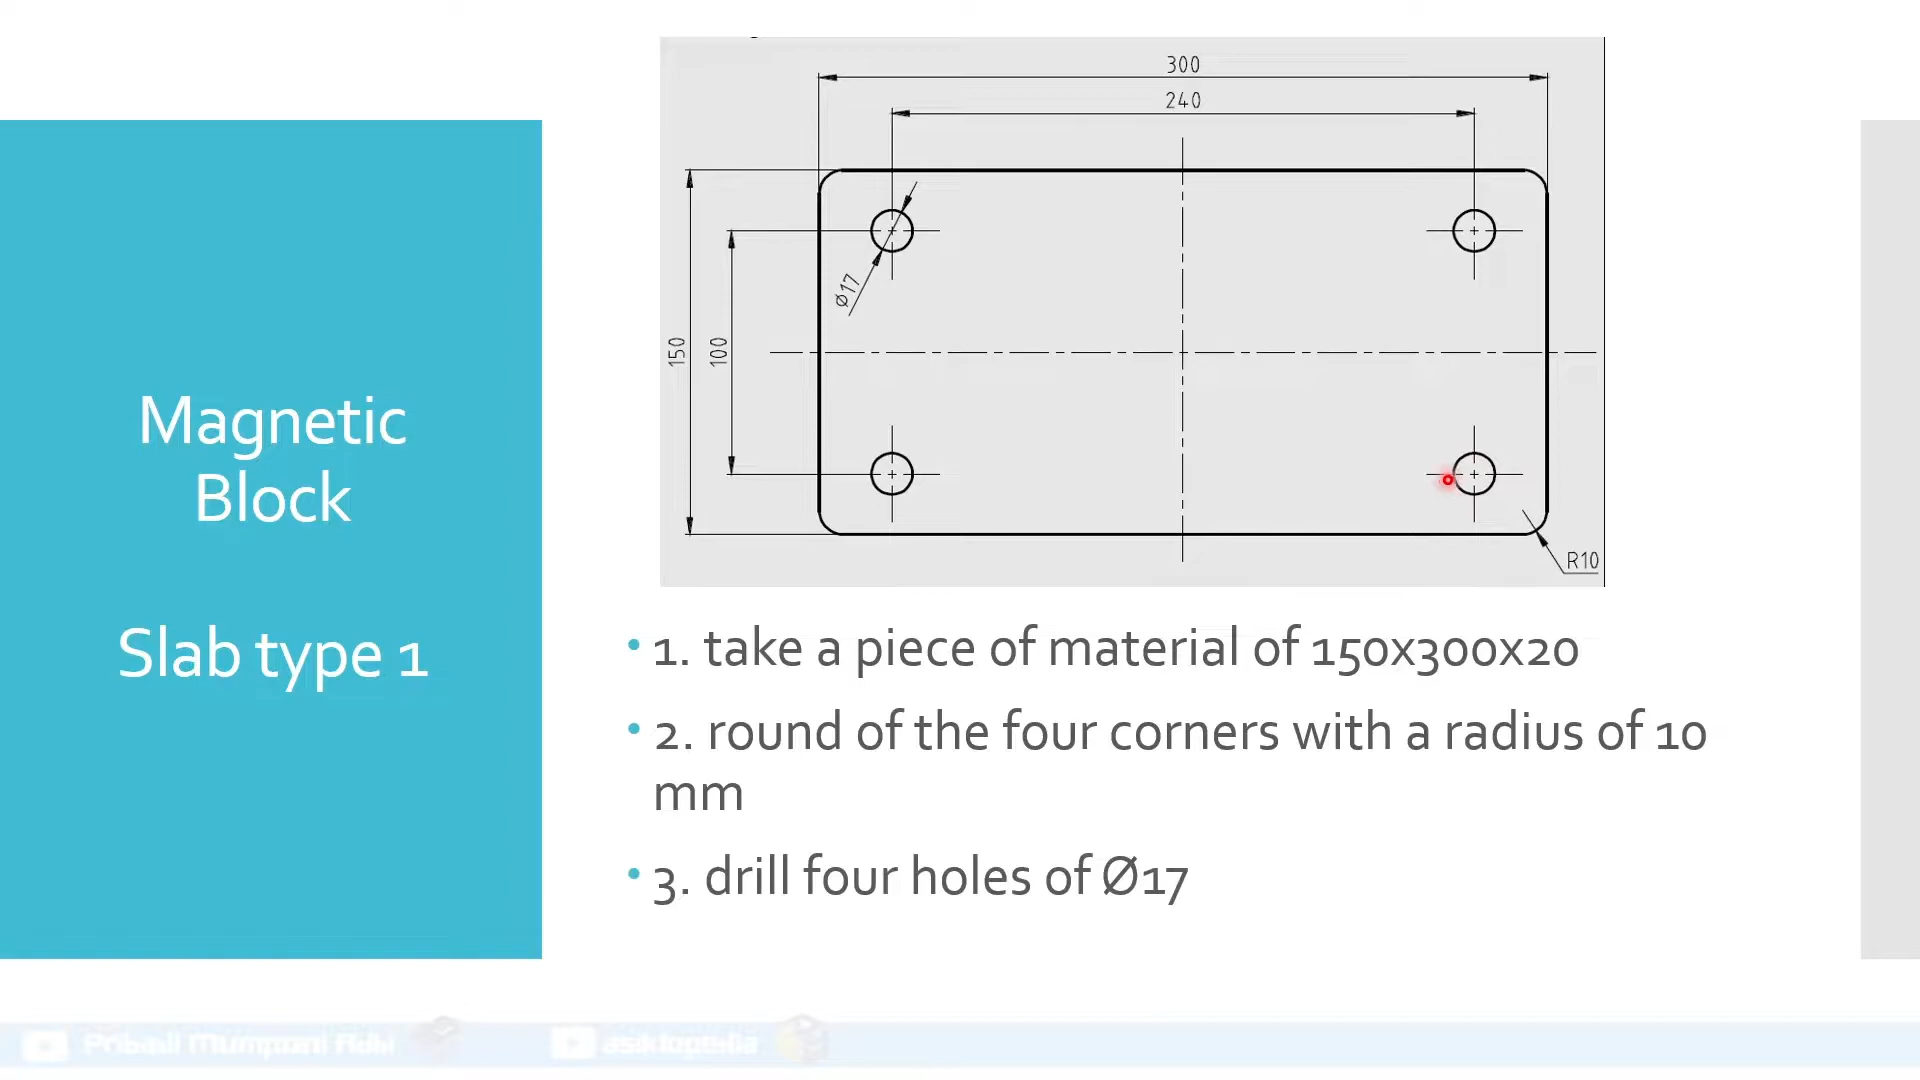 300
240
Ø17
150
100
R10
Magnetic
Block
Slab type 1
• 1. take a piece of material of 150x300x20
• 2. round of the four corners with a radius of 10
mm
• 3. drill four holes of Ø17